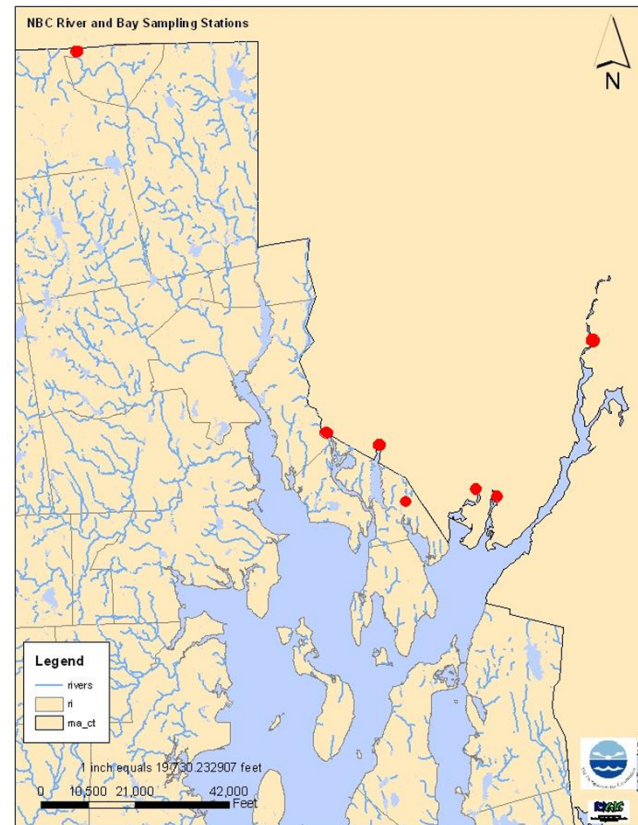 NBC River and Bay Sampling Stations
N
Legend
rivers
ri
ma_ct
1 inch equals 19,730.232907 feet
0 10,500 21,000 42,000
Feet